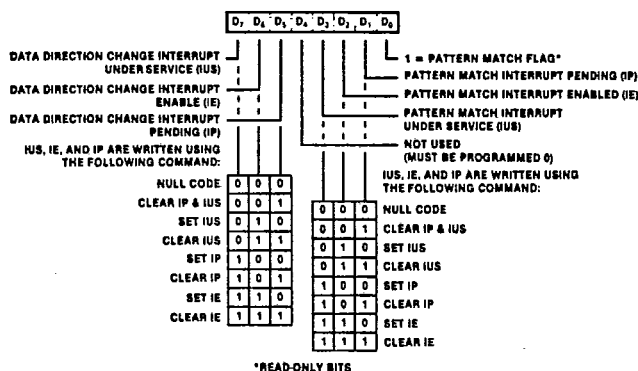 D7 D6 D5 D4 D3 D2 D1 D0
DATA DIRECTION CHANGE INTERRUPT
UNDER SERVICE (IUS)
DATA DIRECTION CHANGE INTERRUPT
ENABLE (IE)
DATA DIRECTION CHANGE INTERRUPT
PENDING (IP)
IUS, IE, AND IP ARE WRITTEN USING
THE FOLLOWING COMMAND:
NULL CODE 0 0 0
CLEAR IP & IUS 0 0 1
SET IUS 0 1 0
CLEAR IUS 0 1 1
SET IP 1 0 0
CLEAR IP 1 0 1
SET IE 1 1 0
CLEAR IE 1 1 1
1 = PATTERN MATCH FLAG*
PATTERN MATCH INTERRUPT PENDING (IP)
PATTERN MATCH INTERRUPT ENABLED (IE)
PATTERN MATCH INTERRUPT
UNDER SERVICE (IUS)
NOT USED
(MUST BE PROGRAMMED 0)
IUS, IE, AND IP ARE WRITTEN USING
THE FOLLOWING COMMAND:
0 0 0 NULL CODE
0 0 1 CLEAR IP & IUS
0 1 0 SET IUS
0 1 1 CLEAR IUS
1 0 0 SET IP
1 0 1 CLEAR IP
1 1 0 SET IE
1 1 1 CLEAR IE
*READ-ONLY BITS